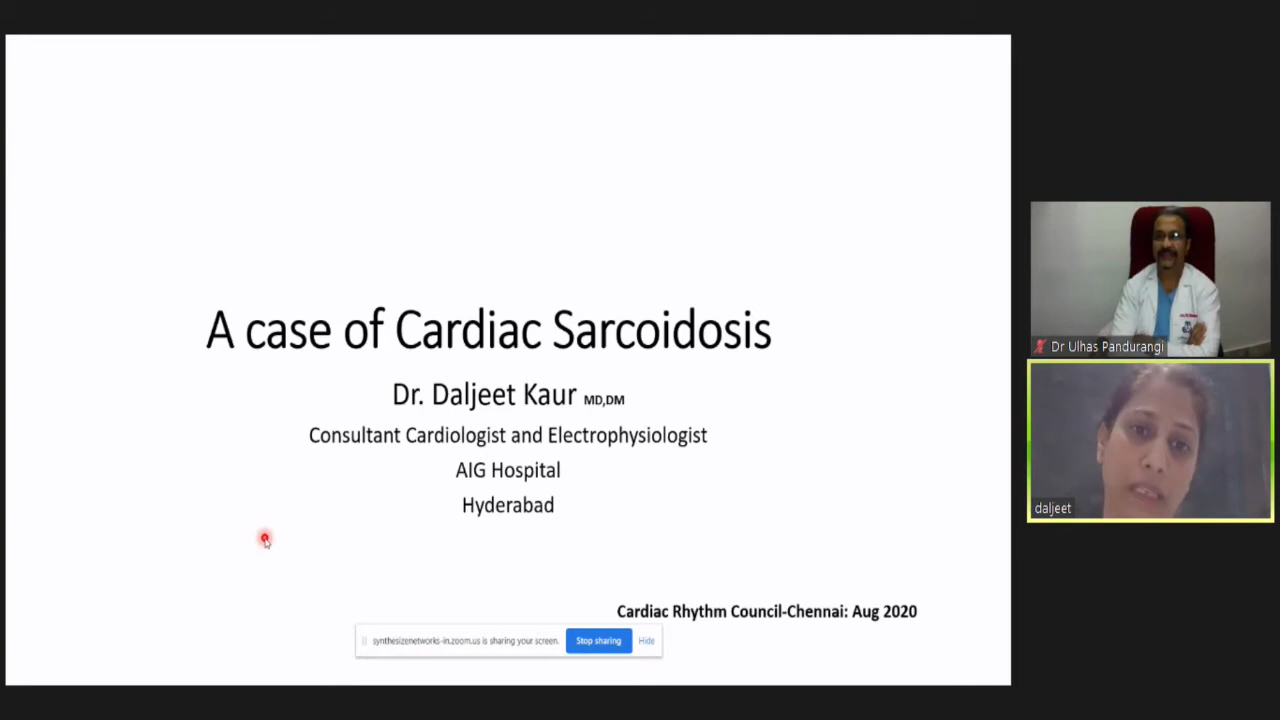 A case of Cardiac Sarcoidosis
Dr. Daljeet Kaur MD,DM
Consultant Cardiologist and Electrophysiologist
AIG Hospital
Hyderabad
Cardiac Rhythm Council-Chennai: Aug 2020
synthesizenetworks-in.zoom.us is sharing your screen. Stop sharing Hide
Dr Ulhas Pandurangi
daljeet